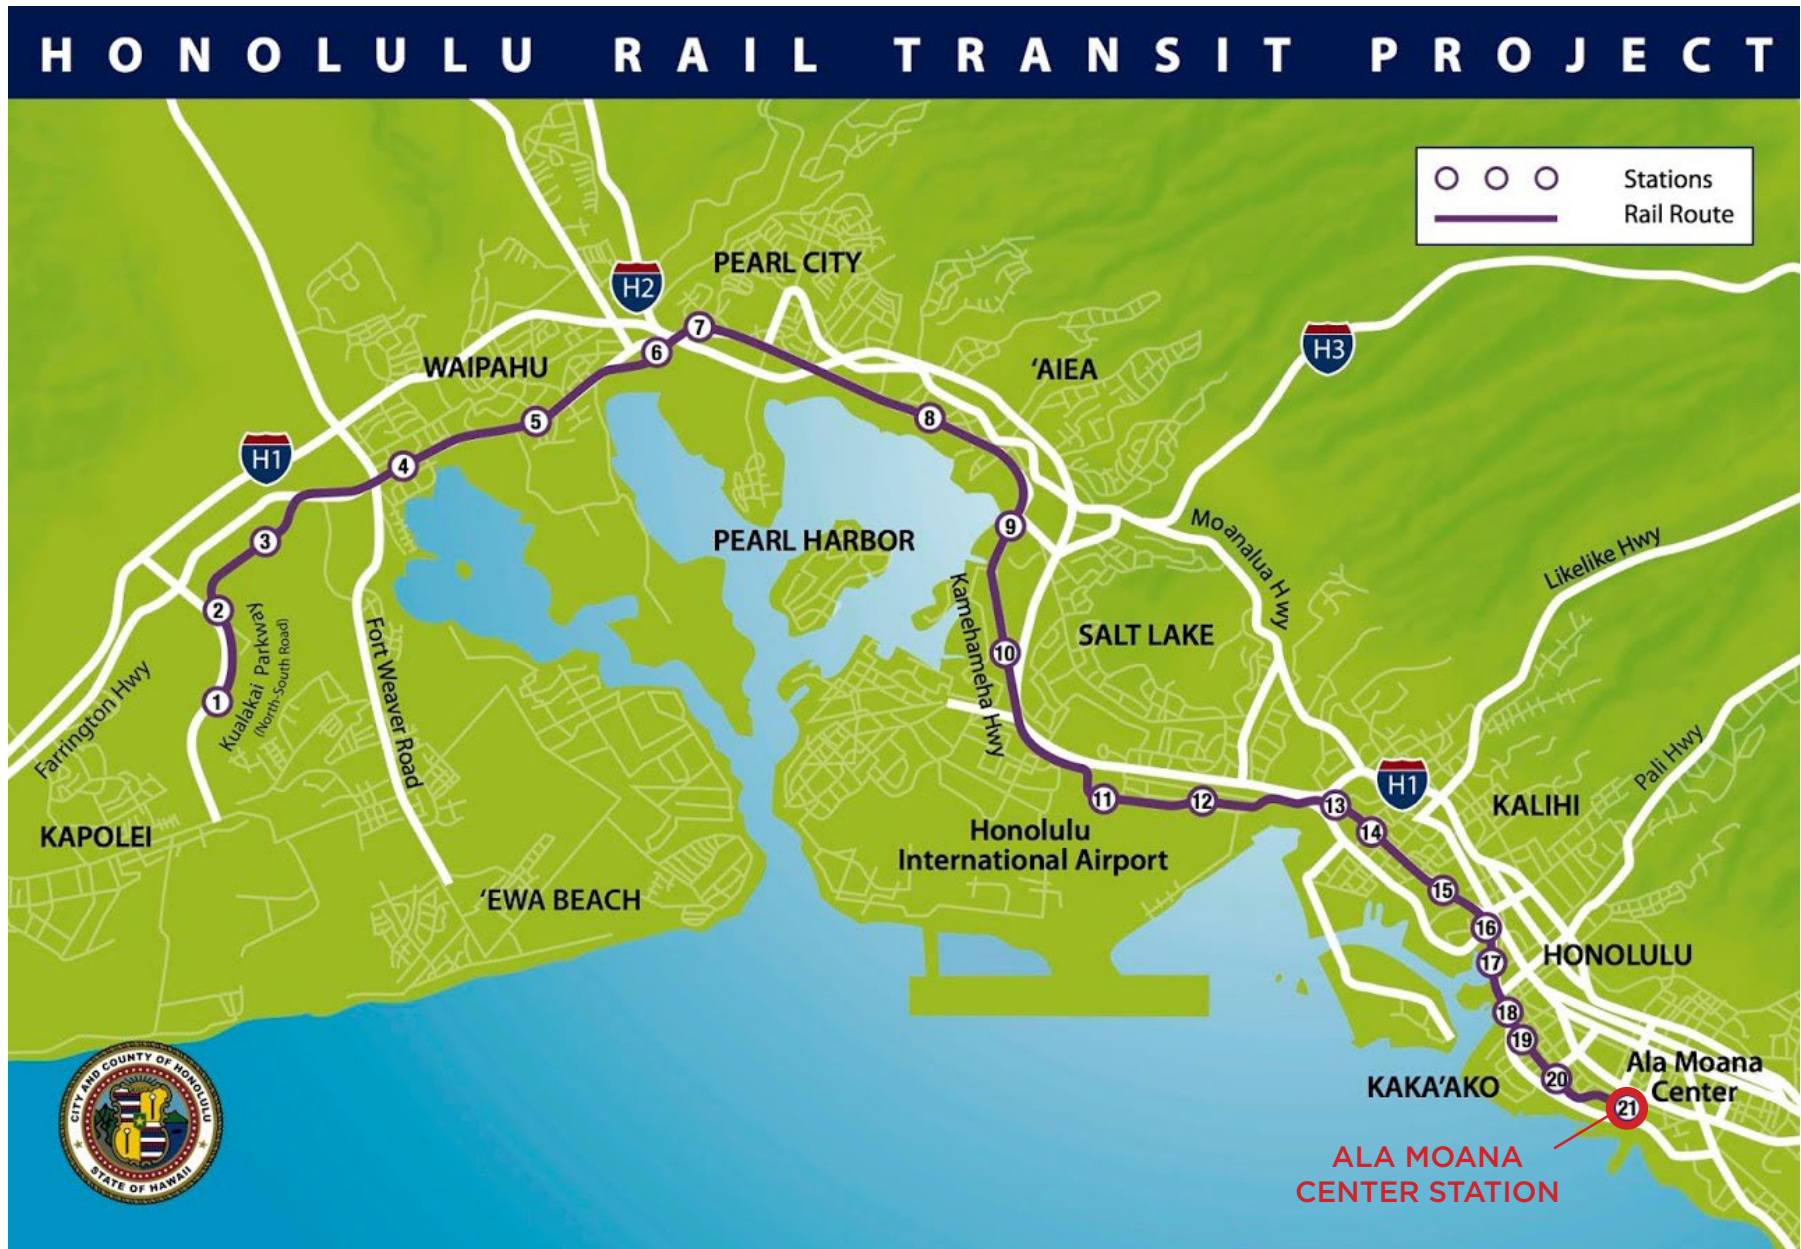 HONOLULU RAIL TRANSIT PROJECT
Stations
Rail Route
PEARL CITY
H2
7
6
WAIPAHU
'AIEA
H3
5
8
H1
4
3
9
PEARL HARBOR
Moanalua Hwy
Likelike Hwy
2
Kualakai Parkway
(North-South Road)
Fort Weaver Road
Kamehameha Hwy
SALT LAKE
10
1
Farrington Hwy
Pali Hwy
H1
11
12
13
KALIHI
14
KAPOLEI
Honolulu
International Airport
'EWA BEACH
15
16
17
HONOLULU
18
19
20
KAKA'AKO
Ala Moana
Center
21
ALA MOANA
CENTER STATION
CITY AND COUNTY OF HONOLULU
STATE OF HAWAII